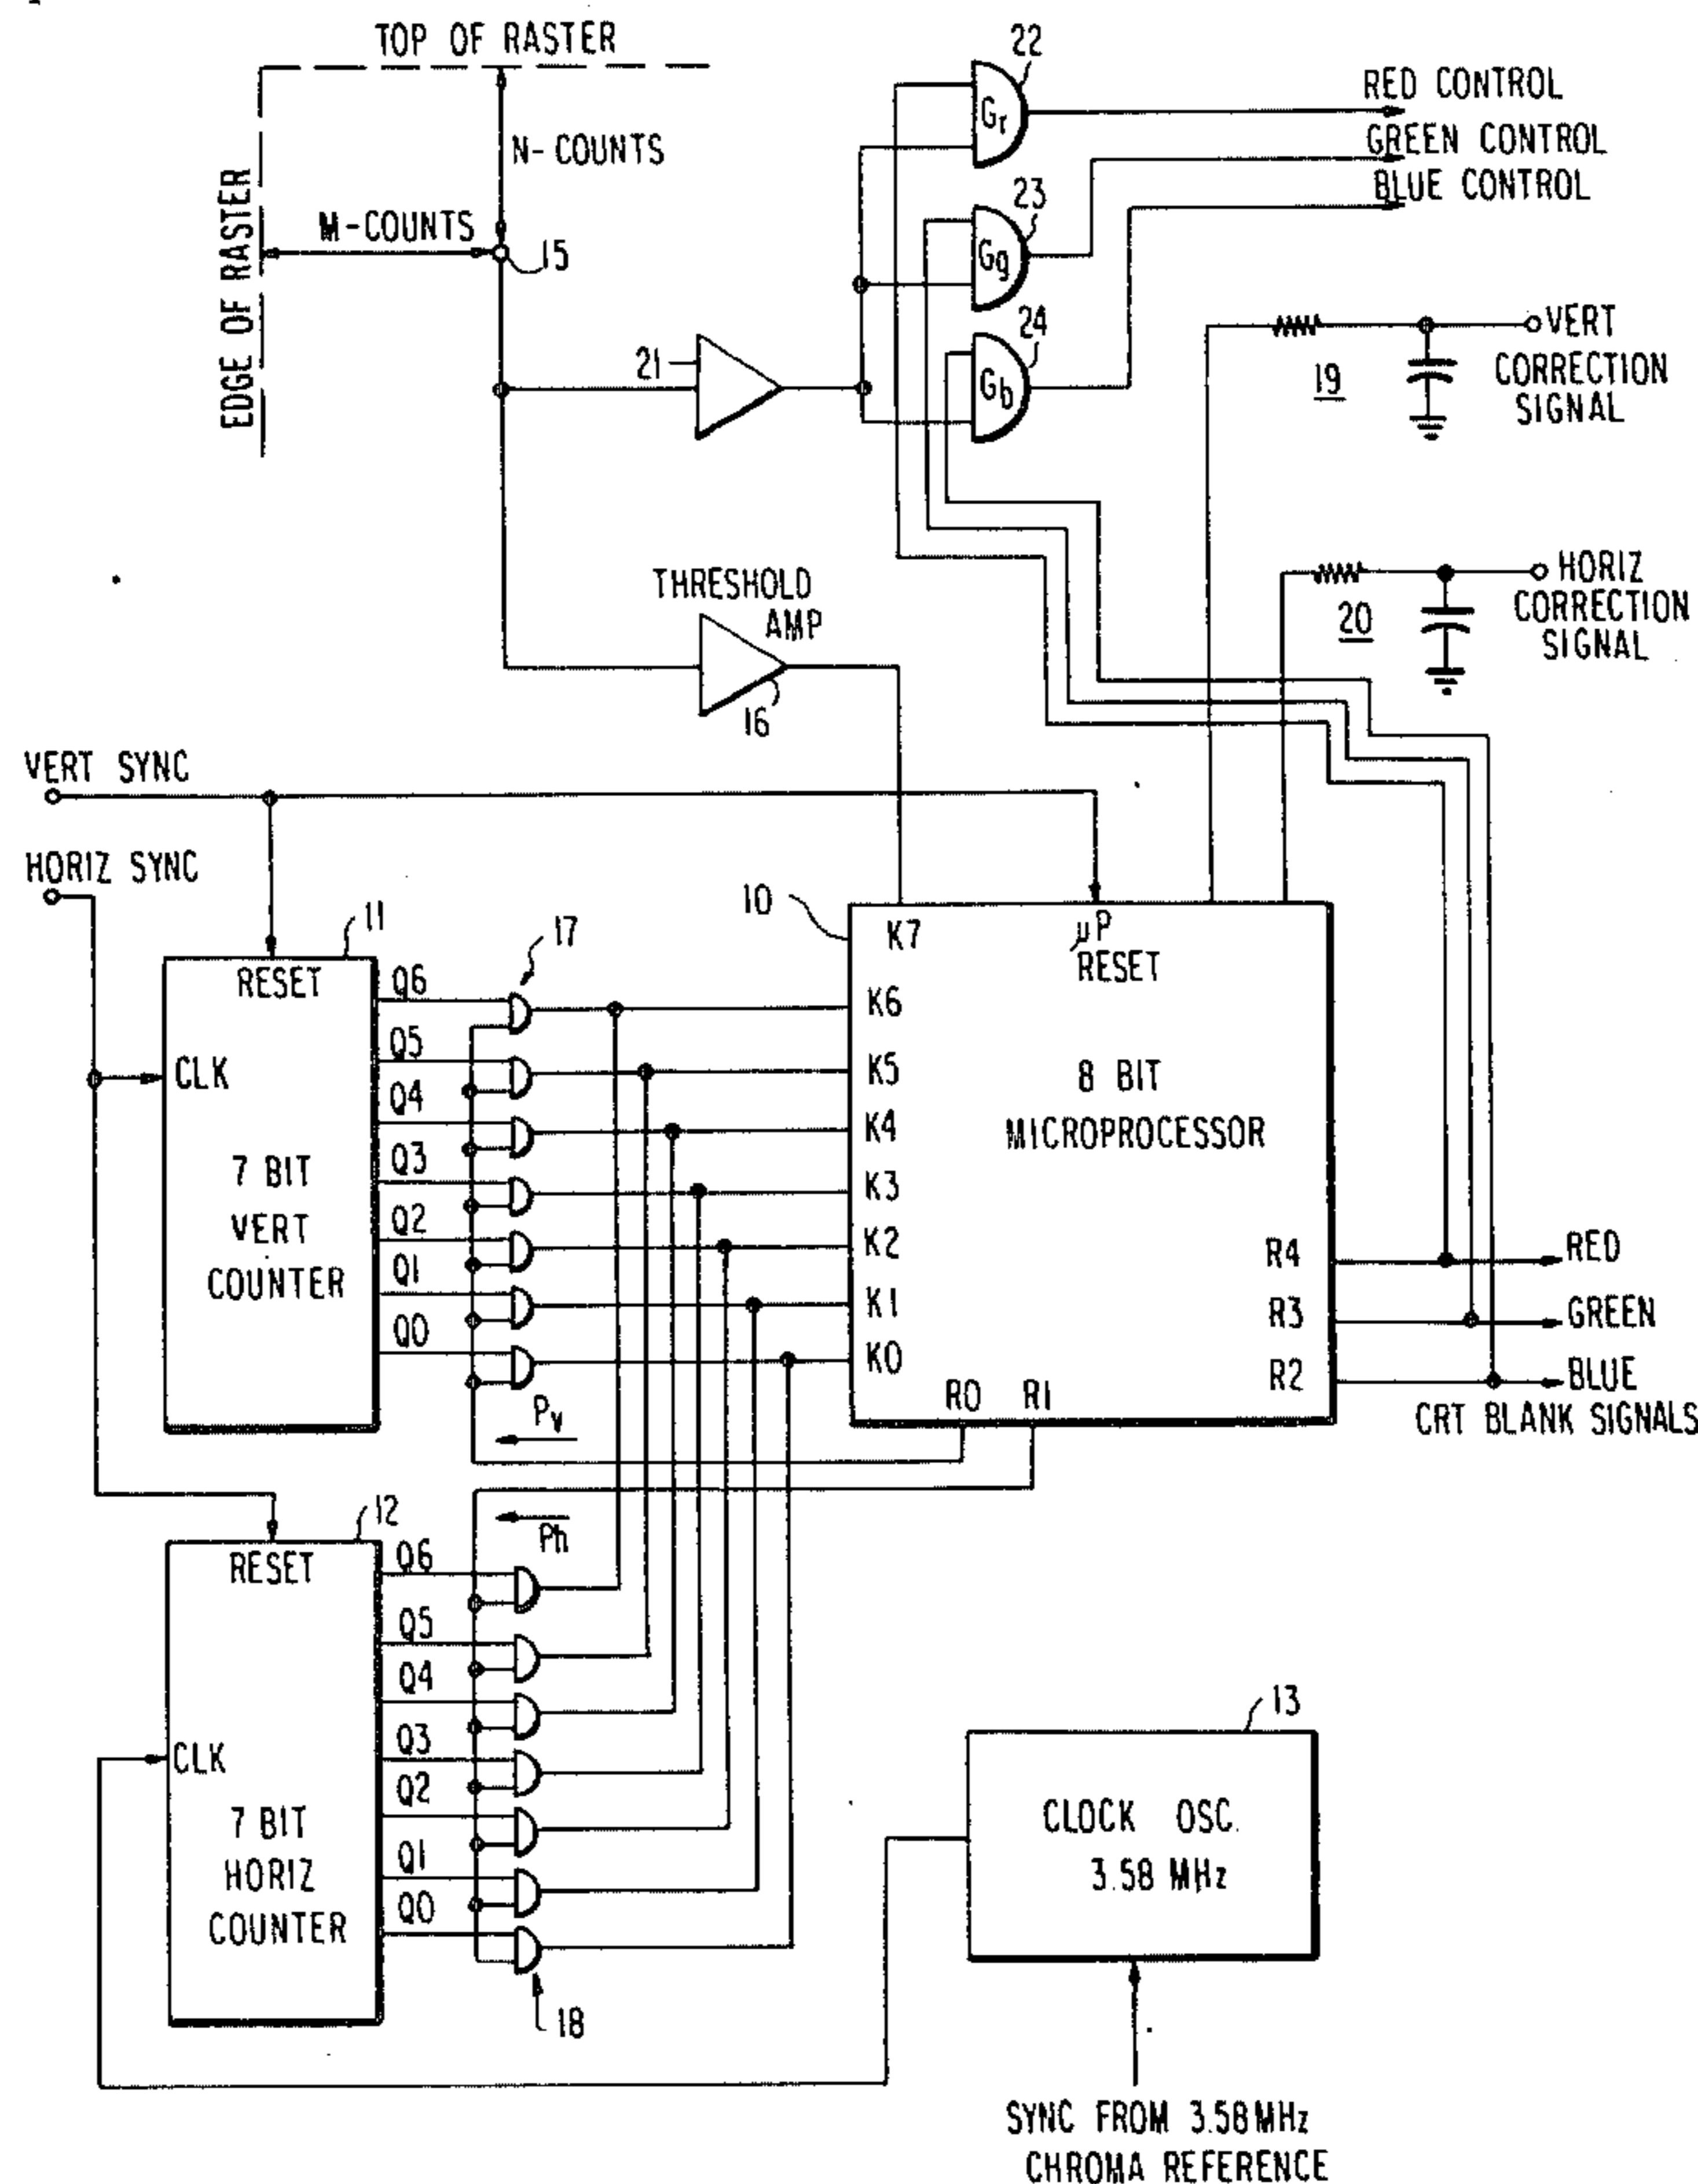 TOP OF RASTER
22
RED CONTROL
GREEN CONTROL
BLUE CONTROL
Gr
N-COUNTS
EDGE OF RASTER
M-COUNTS
15
23
Gg
24
Gb
21
VERT
CORRECTION
SIGNAL
19
THRESHOLD
AMP
16
HORIZ
CORRECTION
SIGNAL
20
VERT SYNC
HORIZ SYNC
11
RESET
CLK
7 BIT
VERT
COUNTER
Q6
Q5
Q4
Q3
Q2
Q1
Q0
17
10
K7
K6
K5
K4
K3
K2
K1
K0
µP
RESET
8 BIT
MICROPROCESSOR
R0
R1
R4
R3
R2
RED
GREEN
BLUE
CRT BLANK SIGNALS
Pv
Ph
12
RESET
CLK
7 BIT
HORIZ
COUNTER
Q6
Q5
Q4
Q3
Q2
Q1
Q0
18
13
CLOCK OSC.
3.58 MHz
SYNC FROM 3.58MHz
CHROMA REFERENCE